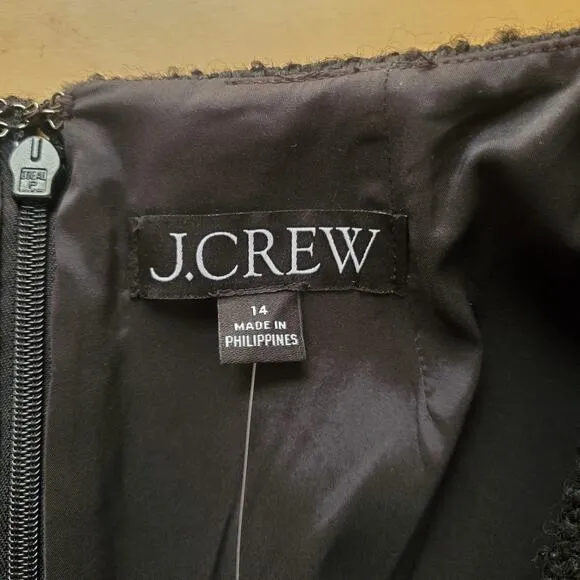 IDEAL
P
J.CREW
14
MADE IN
PHILIPPINES